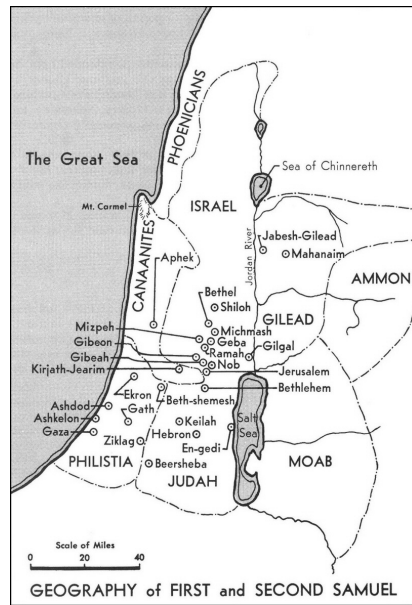 PHOENICIANS
The Great Sea
Sea of Chinnereth
Mt. Carmel
ISRAEL
CANAANITES
Jordan River
Jabesh-Gilead
Mahanaim
Aphek
AMMON
Bethel
Shiloh
GILEAD
Mizpeh
Michmash
Gibeon
Geba
Ramah
Gilgal
Gibeah
Nob
Kirjath-Jearim
Jerusalem
Bethlehem
Ekron
Beth-shemesh
Ashdod
Gath
Ashkelon
Keilah
Salt
Sea
Gaza
Hebron
Ziklag
En-gedi
PHILISTIA
Beersheba
MOAB
JUDAH
Scale of Miles
0 20 40
GEOGRAPHY of FIRST and SECOND SAMUEL